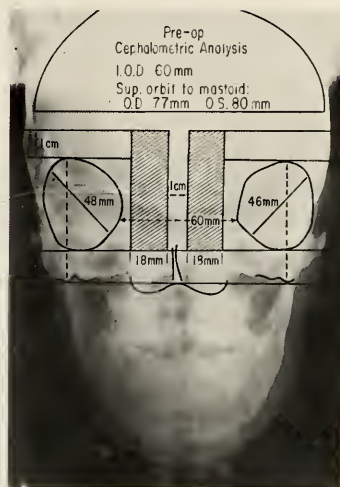 Pre-op
Cephalometric Analysis
I.O.D 60mm
Sup. orbit to mastoid:
O.D 77mm O.S. 80mm
1cm
1cm
48mm
46mm
60mm
18mm
18mm